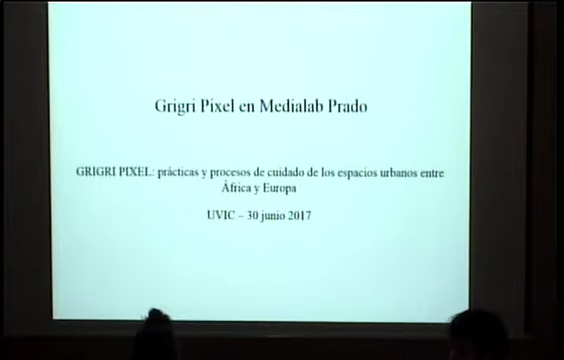 Grigri Pixel en Medialab Prado
GRIGRI PIXEL: prácticas y procesos de cuidado de los espacios urbanos entre
África y Europa
UVIC – 30 junio 2017